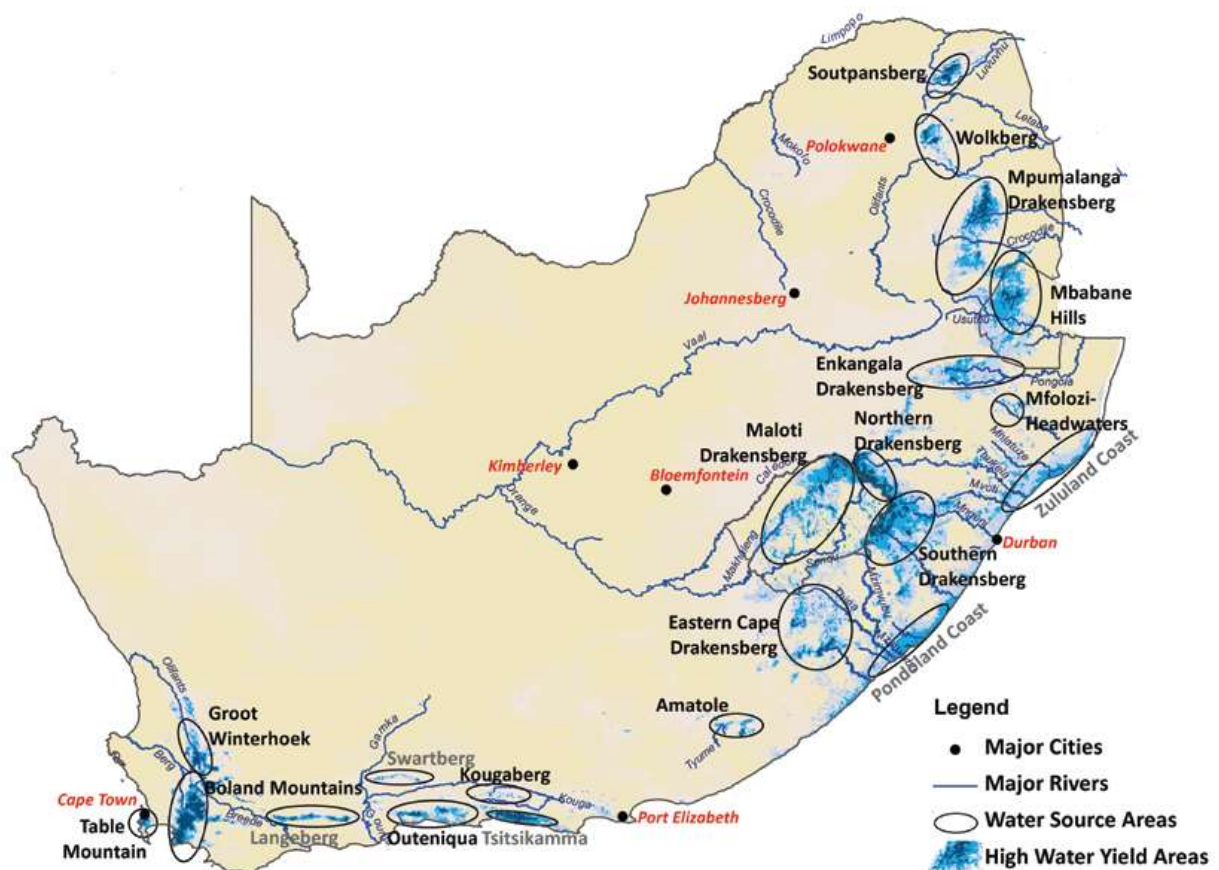 Limpopo
Soutpansberg
Luvuvhu
Letaba
Mokolo
Polokwane
Wolkberg
Olifants
Mpumalanga
Drakensberg
Crocodile
Crocodile
Johannesberg
Mbabane
Hills
Usutu
Vaal
Enkangala
Drakensberg
Pongola
Mfolozi-
Headwaters
Northern
Drakensberg
Maloti
Drakensberg
Mhlatuze
Thukela
Zululand Coast
Kimberley
Bloemfontein
Caledon
Mvoti
Orange
Mngeni
Durban
Makhaleng
Senqu
Southern
Drakensberg
Mzimvubu
Thina
Eastern Cape
Drakensberg
Pondoland Coast
Olifants
Groot
Winterhoek
Amatole
Tyume
Gamka
Berg
Swartberg
Boland Mountains
Kougaberg
Kouga
Cape Town
Breede
Port Elizabeth
Table
Mountain
Langeberg
Gourits
Outeniqua
Tsitsikamma
Legend
Major Cities
Major Rivers
Water Source Areas
High Water Yield Areas